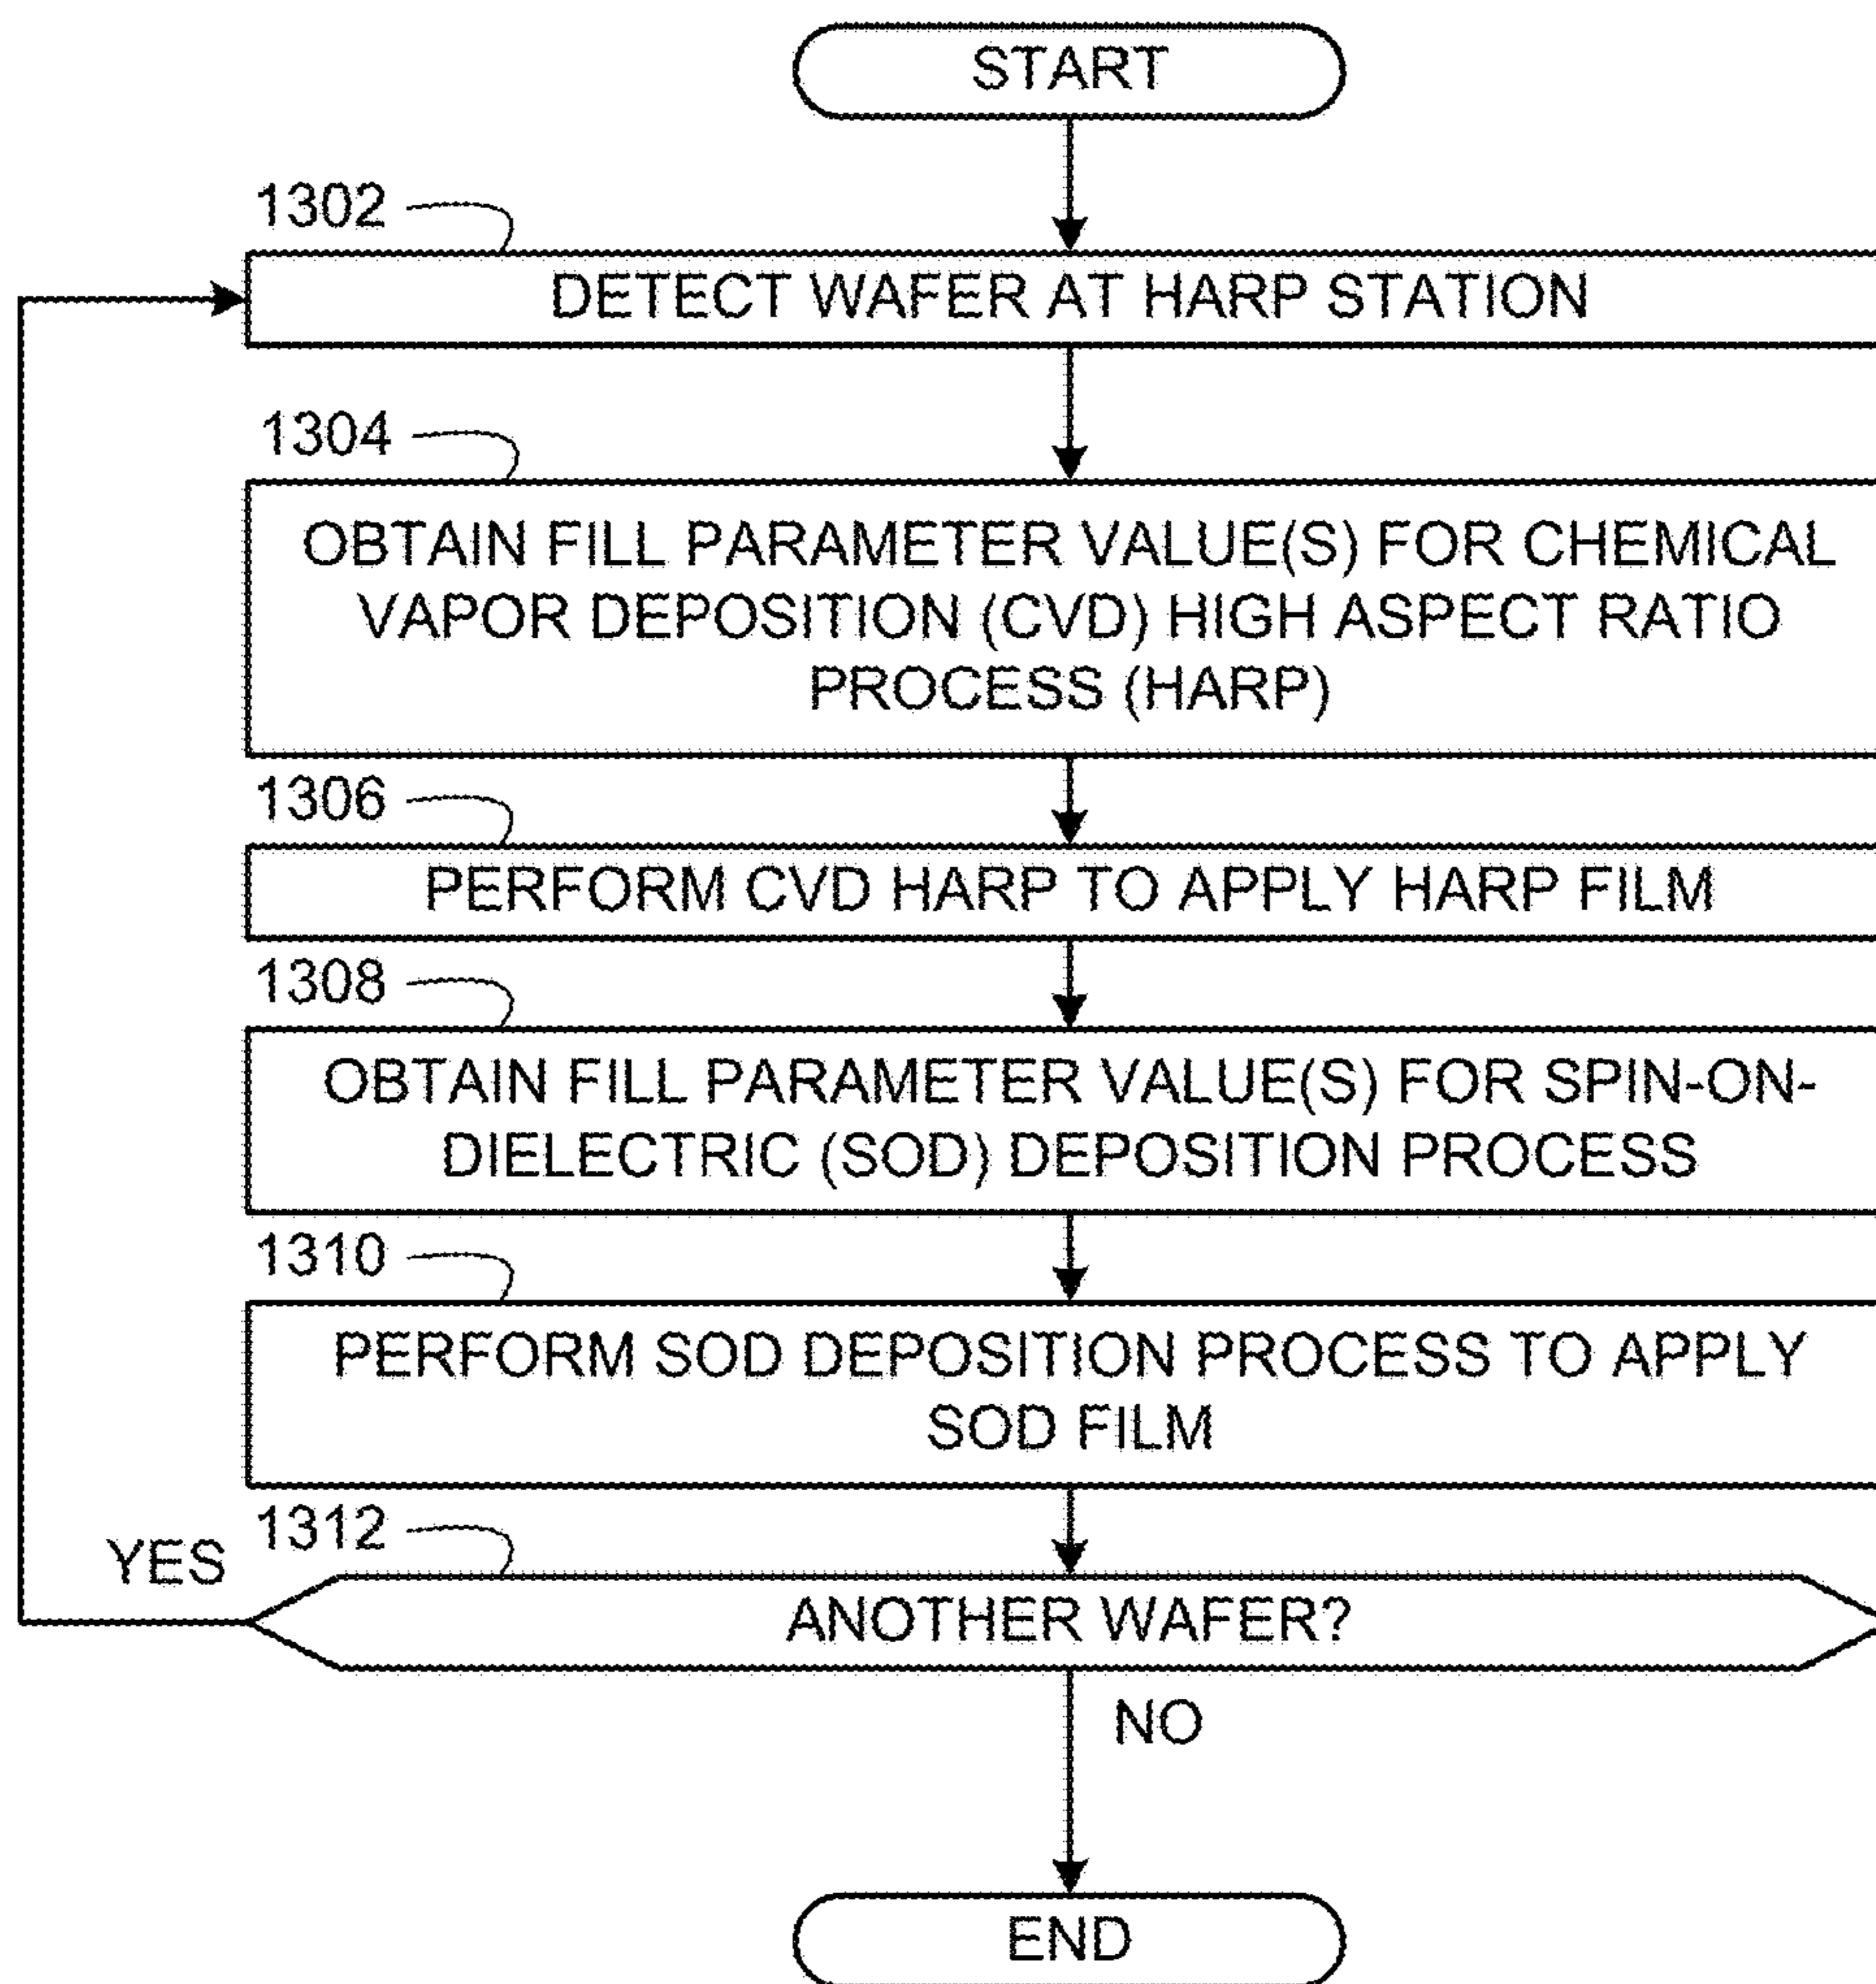 START
1302
DETECT WAFER AT HARP STATION
1304
OBTAIN FILL PARAMETER VALUE(S) FOR CHEMICAL
VAPOR DEPOSITION (CVD) HIGH ASPECT RATIO
PROCESS (HARP)
1306
PERFORM CVD HARP TO APPLY HARP FILM
1308
OBTAIN FILL PARAMETER VALUE(S) FOR SPIN-ON-
DIELECTRIC (SOD) DEPOSITION PROCESS
1310
PERFORM SOD DEPOSITION PROCESS TO APPLY
SOD FILM
1312
YES
ANOTHER WAFER?
NO
END